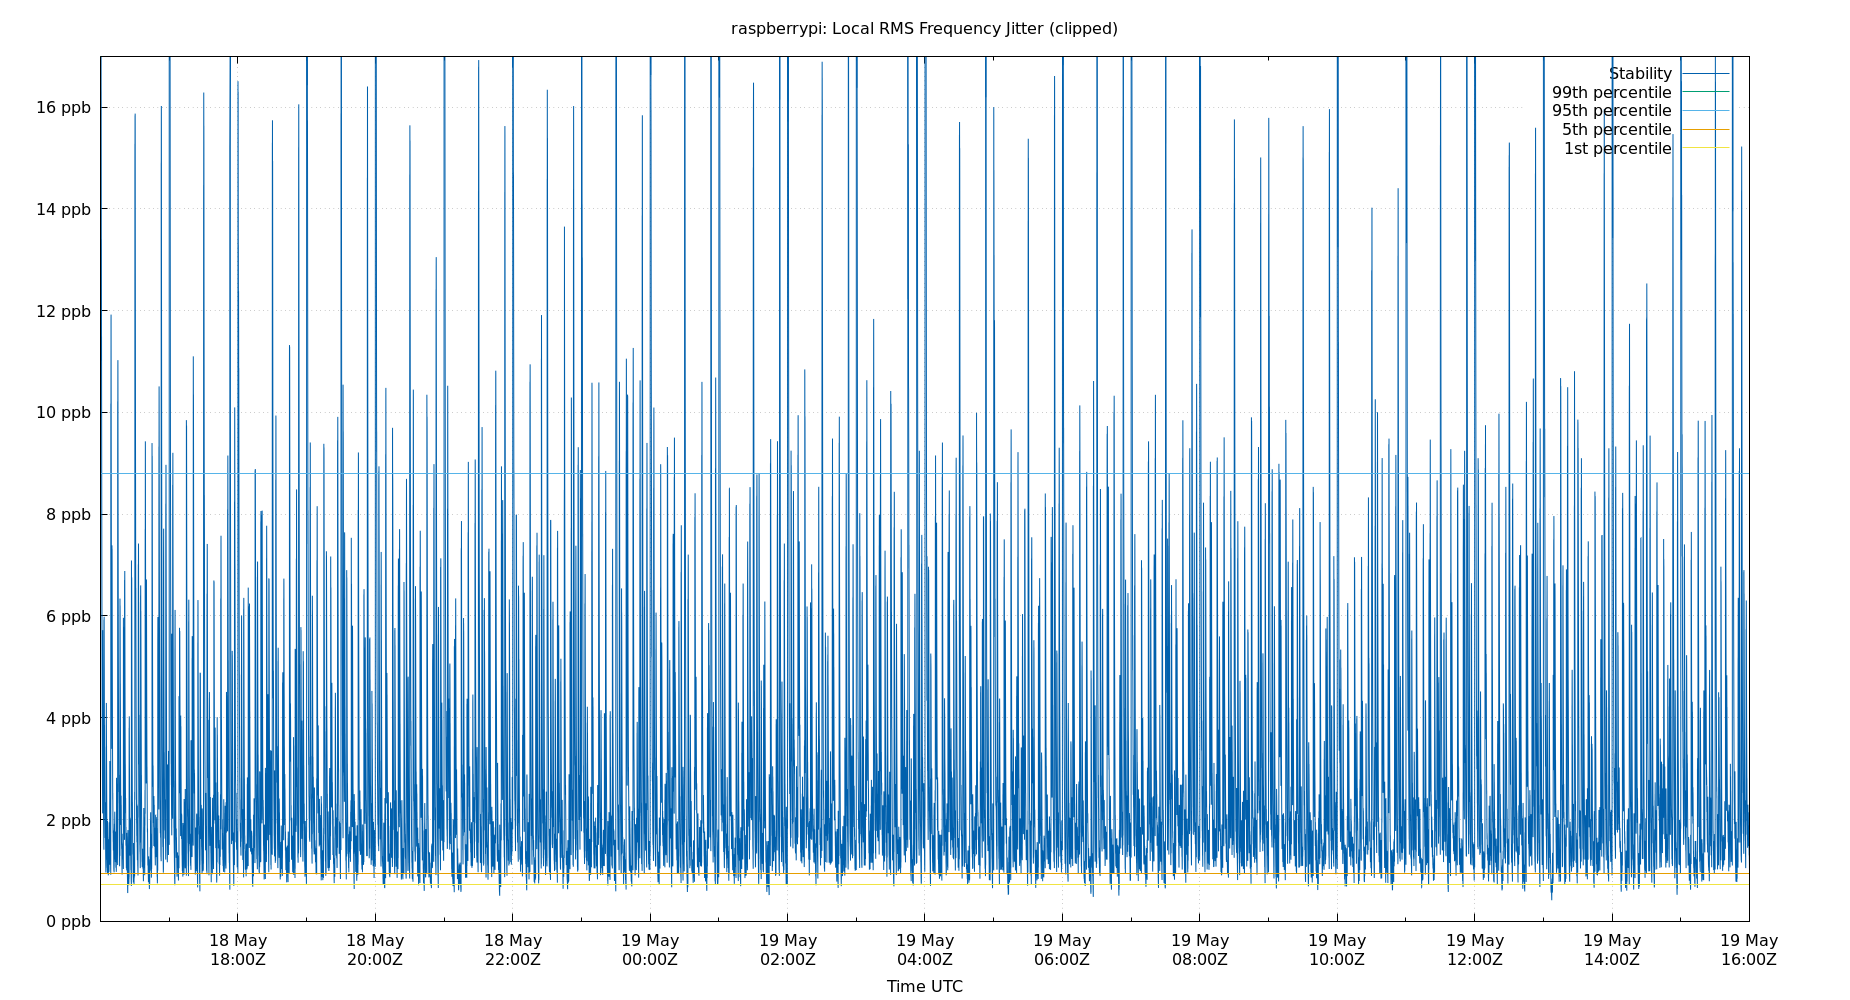 raspberrypi: Local RMS Frequency Jitter (clipped)
Stability
99th percentile
95th percentile
5th percentile
1st percentile
16 ppb
14 ppb
12 ppb
10 ppb
8 ppb
6 ppb
4 ppb
2 ppb
0 ppb
18 May 18 May 18 May 19 May 19 May 19 May 19 May 19 May 19 May 19 May 19 May 19 May
18:00Z 20:00Z 22:00Z 00:00Z 02:00Z 04:00Z 06:00Z 08:00Z 10:00Z 12:00Z 14:00Z 16:00Z
Time UTC